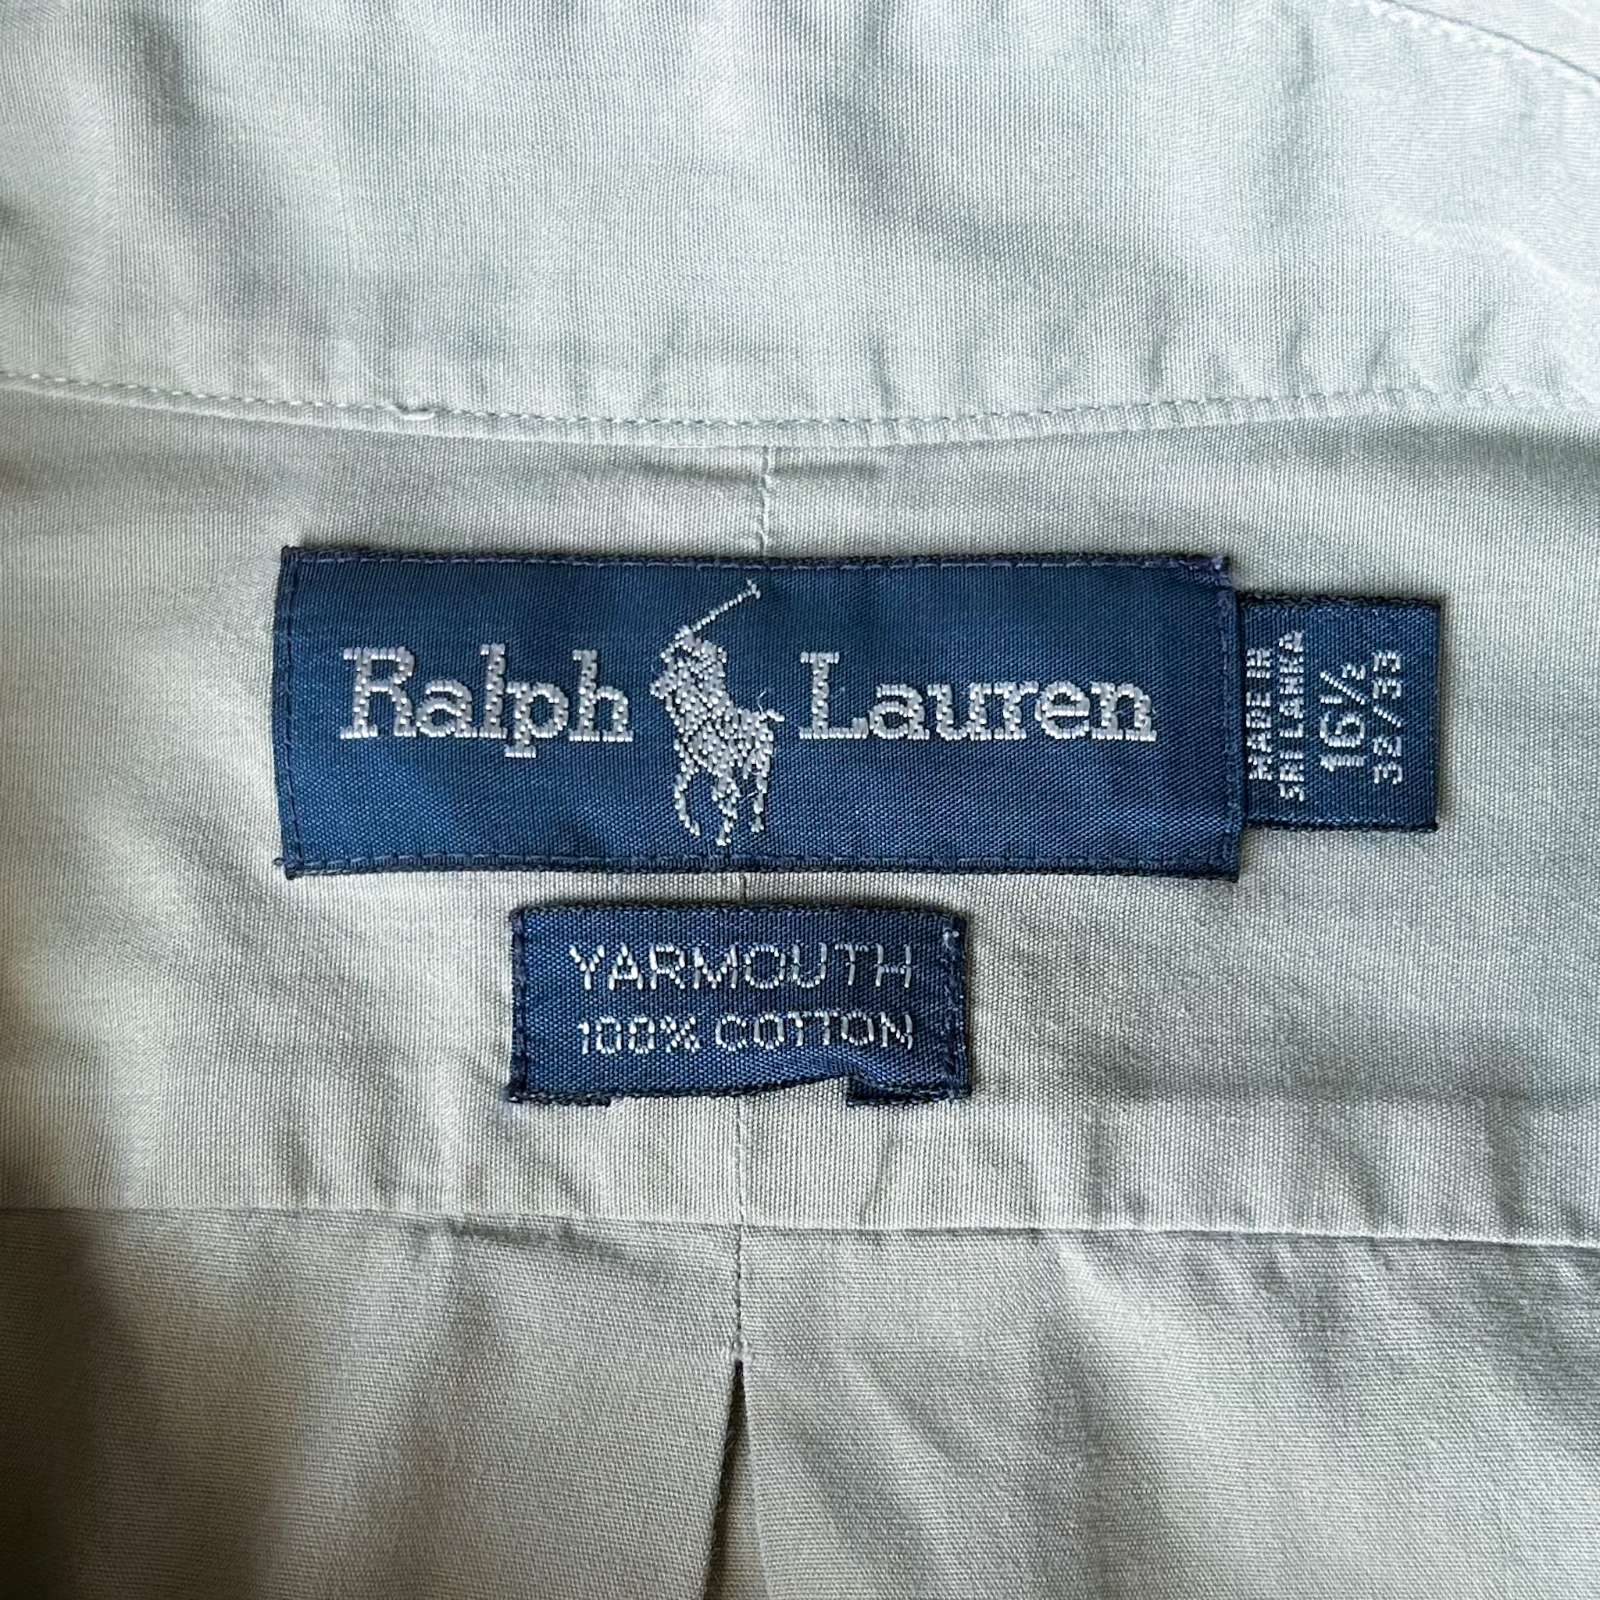 Ralph Lauren
MADE IN
SRI LANKA
16½
32/33
YARMOUTH
100% COTTON